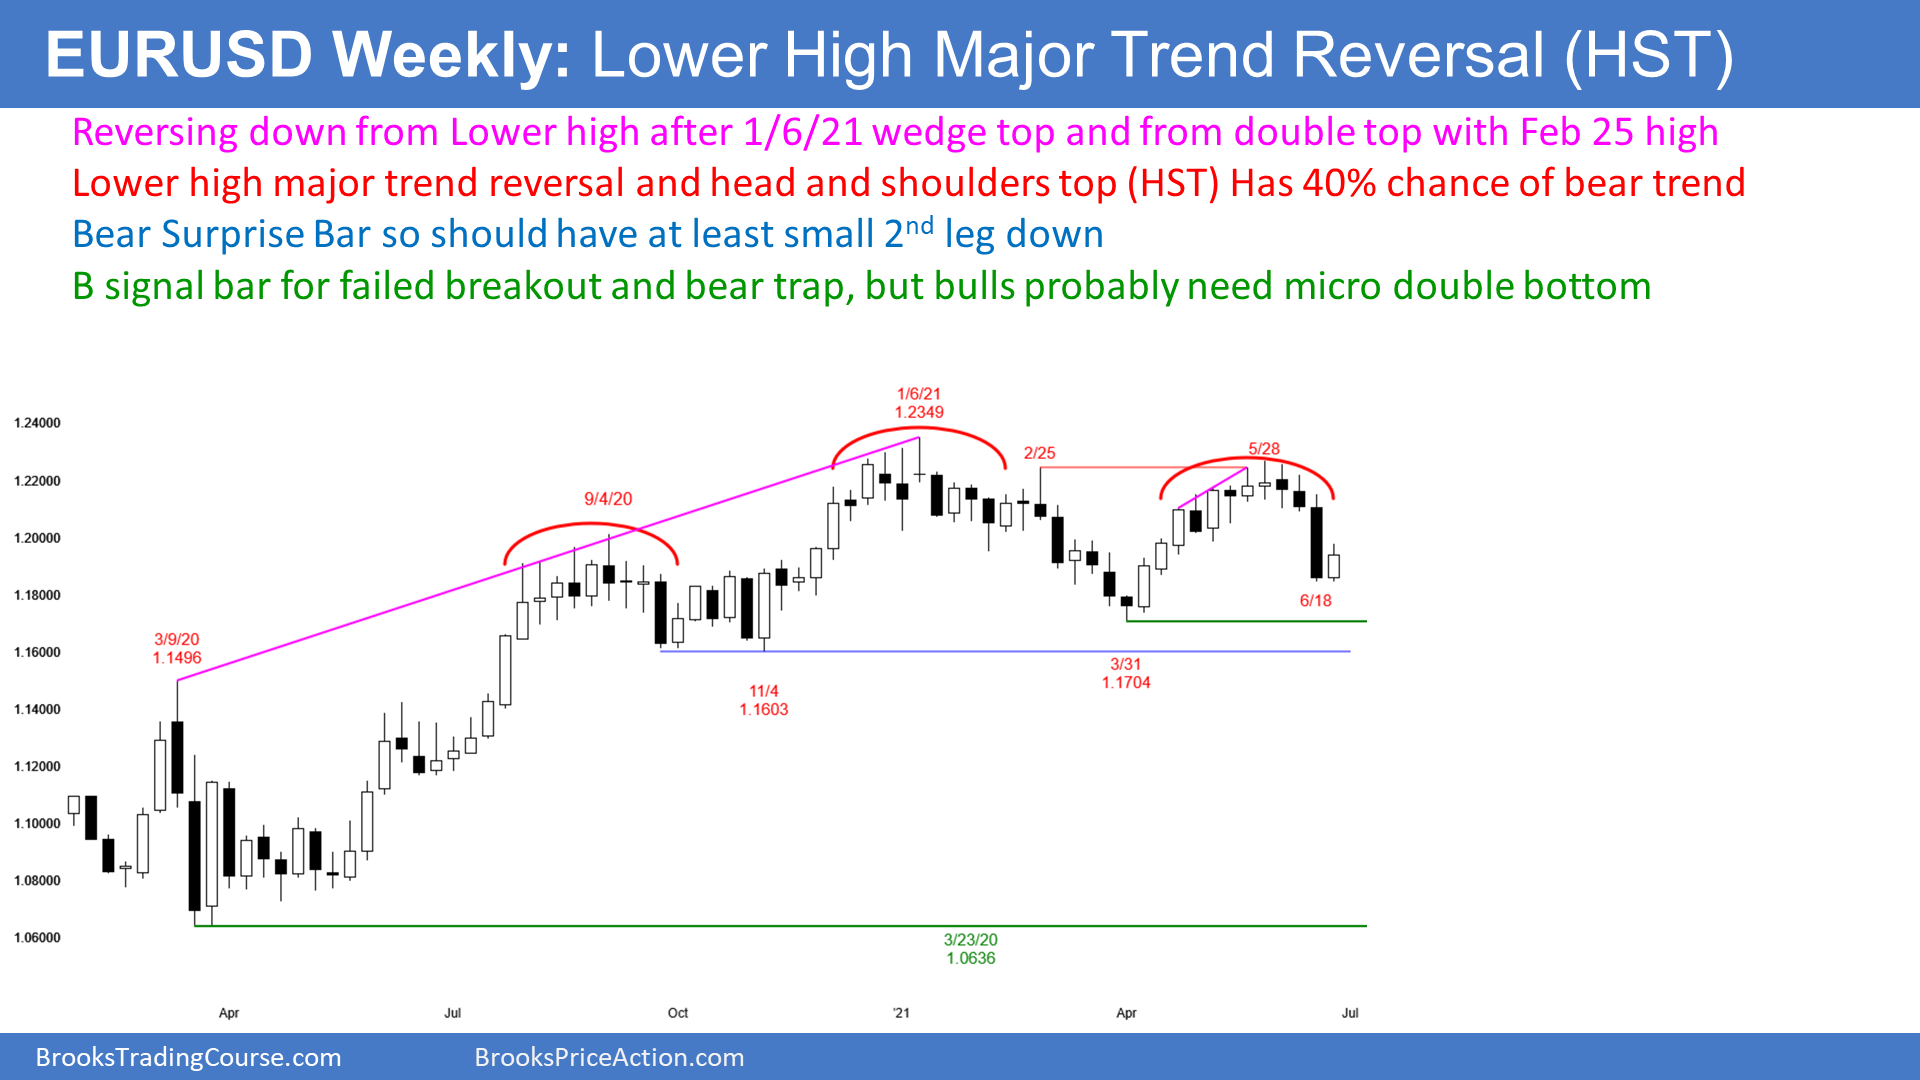 EURUSD Weekly: Lower High Major Trend Reversal (HST)
Reversing down from Lower high after 1/6/21 wedge top and from double top with Feb 25 high
Lower high major trend reversal and head and shoulders top (HST) Has 40% chance of bear trend
Bear Surprise Bar so should have at least small 2nd leg down
B signal bar for failed breakout and bear trap, but bulls probably need micro double bottom
1/6/21
1.2349
1.24000
2/25
5/28
1.22000
9/4/20
1.20000
1.18000
6/18
3/9/20
1.1496
1.16000
3/31
1.1704
11/4
1.1603
1.14000
1.12000
1.10000
1.08000
1.06000
3/23/20
1.0636
Apr
Jul
Oct
'21
Apr
Jul
BrooksTradingCourse.com
BrooksPriceAction.com